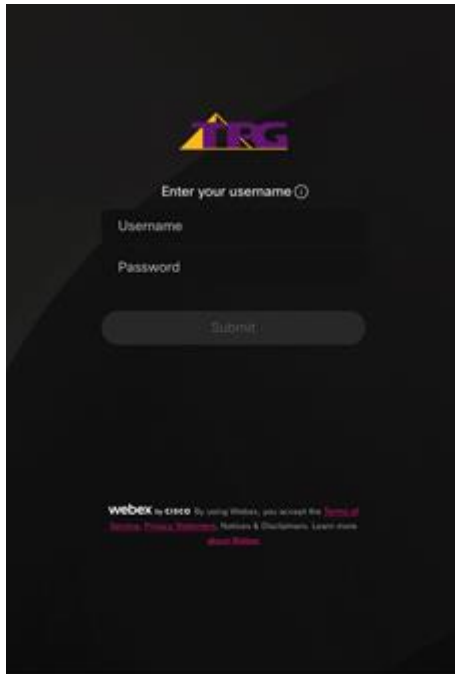 TPG
Enter your username
Username
Password
Submit
webex by CISCO By using Webex, you accept the Terms of
Service, Privacy Statement, Notices & Disclaimers. Learn more
about Webex.